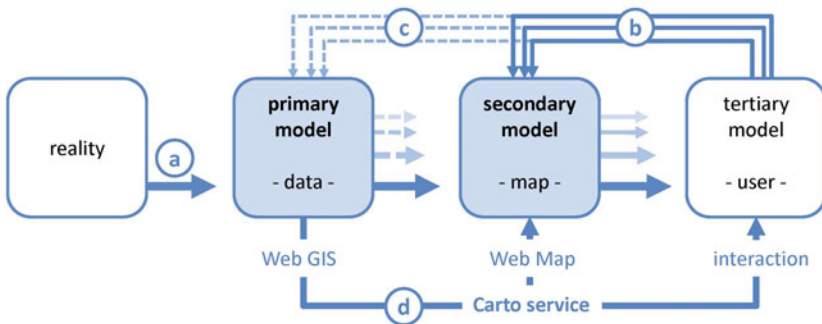 c
b
reality
a
primary
model
- data -
secondary
model
- map -
tertiary
model
- user -
Web GIS
Web Map
interaction
d
Carto service